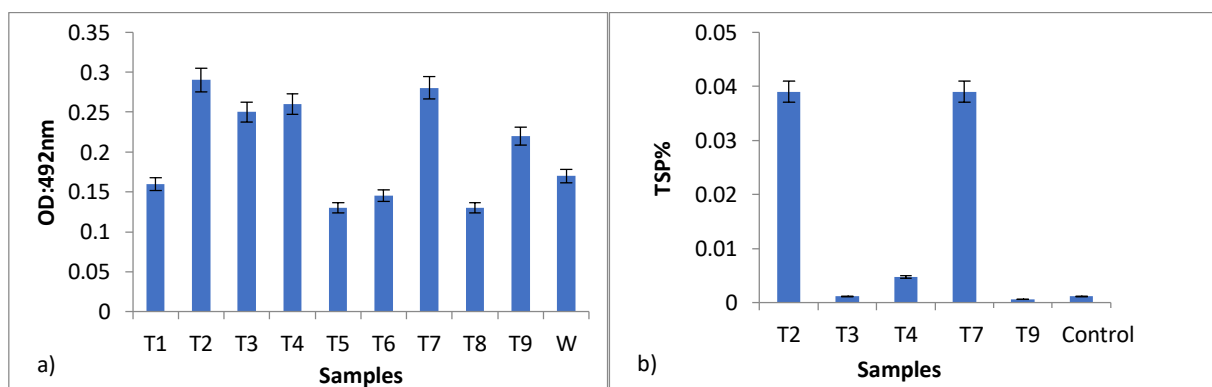 OD:492nm
0.35
0.3
0.25
0.2
0.15
0.1
0.05
0
T1 T2 T3 T4 T5 T6 T7 T8 T9 W
a)
Samples
TSP%
0.05
0.04
0.03
0.02
0.01
0
T2 T3 T4 T7 T9 Control
b)
Samples